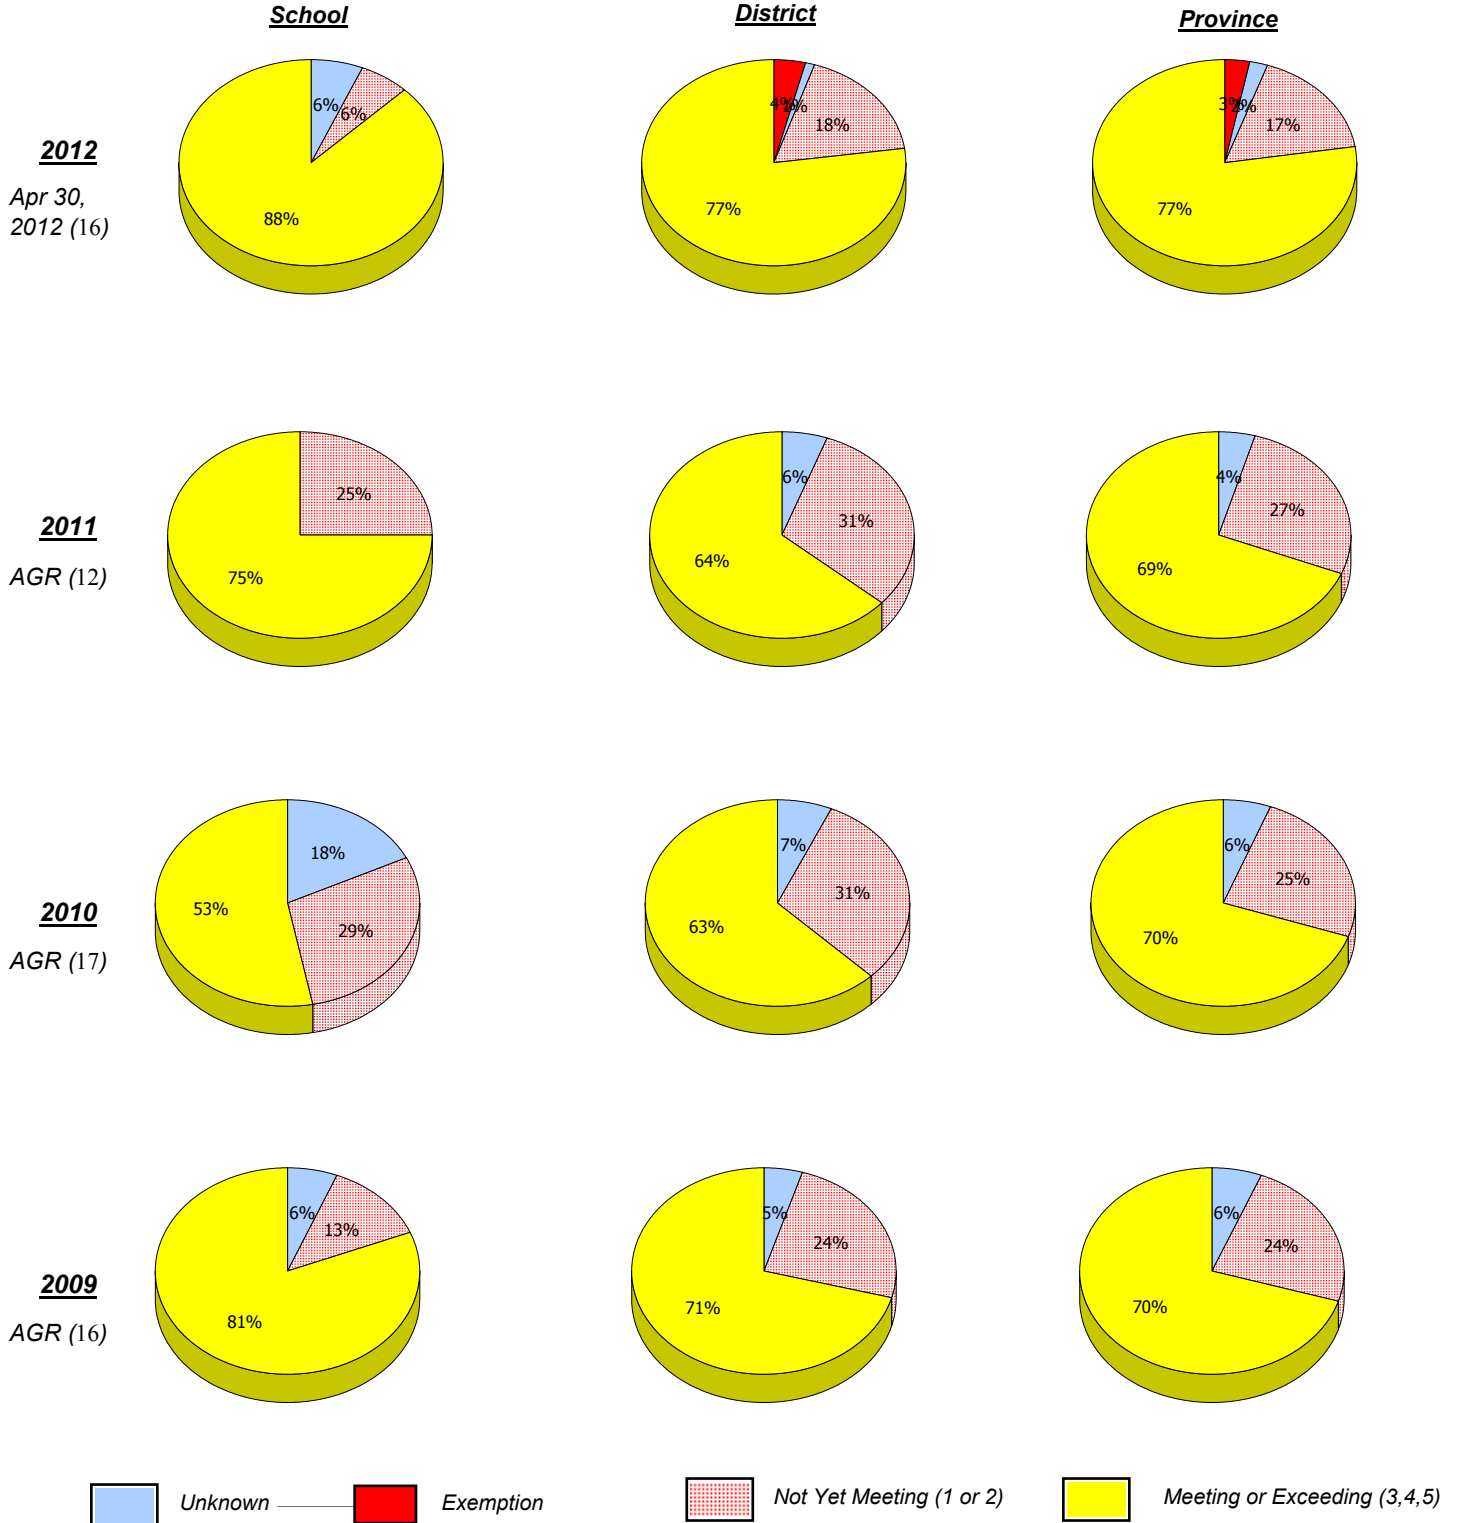 School District Province
2012
Apr 30,
2012 (16)
6% 6% 88%
4% 1% 18% 77%
3% 2% 17% 77%
2011
AGR (12)
25% 75%
6% 31% 64%
4% 27% 69%
2010
AGR (17)
18% 29% 53%
7% 31% 63%
6% 25% 70%
2009
AGR (16)
6% 13% 81%
5% 24% 71%
6% 24% 70%
Unknown Exemption Not Yet Meeting (1 or 2) Meeting or Exceeding (3,4,5)